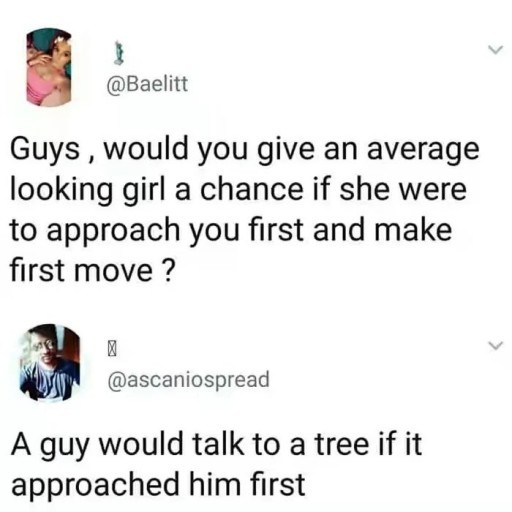 @Baelitt
Guys , would you give an average
looking girl a chance if she were
to approach you first and make
first move ?
@ascaniospread
A guy would talk to a tree if it
approached him first